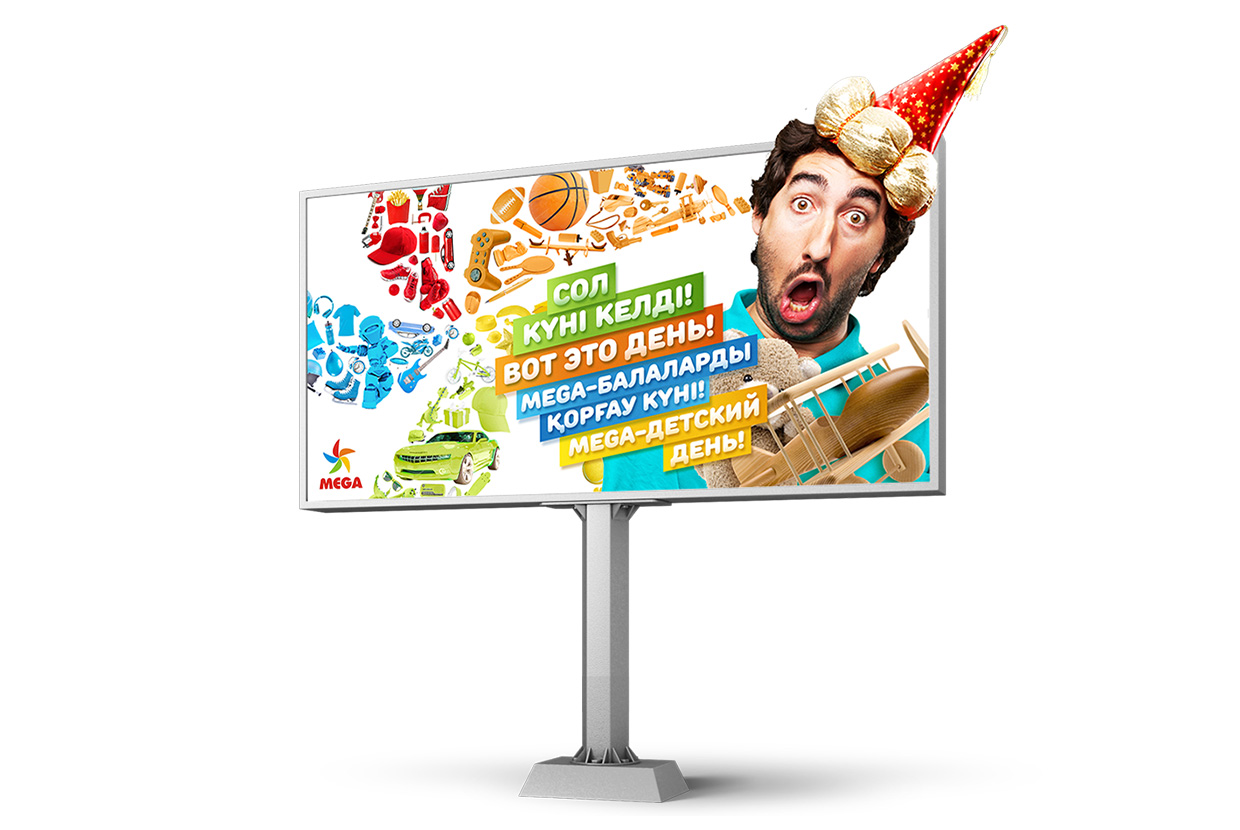 СОЛ
КҮНІ КЕЛДІ!
ВОТ ЭТО ДЕНЬ!
MEGA-БАЛАЛАРДЫ
ҚОРҒАУ КҮНІ!
MEGA-ДЕТСКИЙ
ДЕНЬ!
MEGA